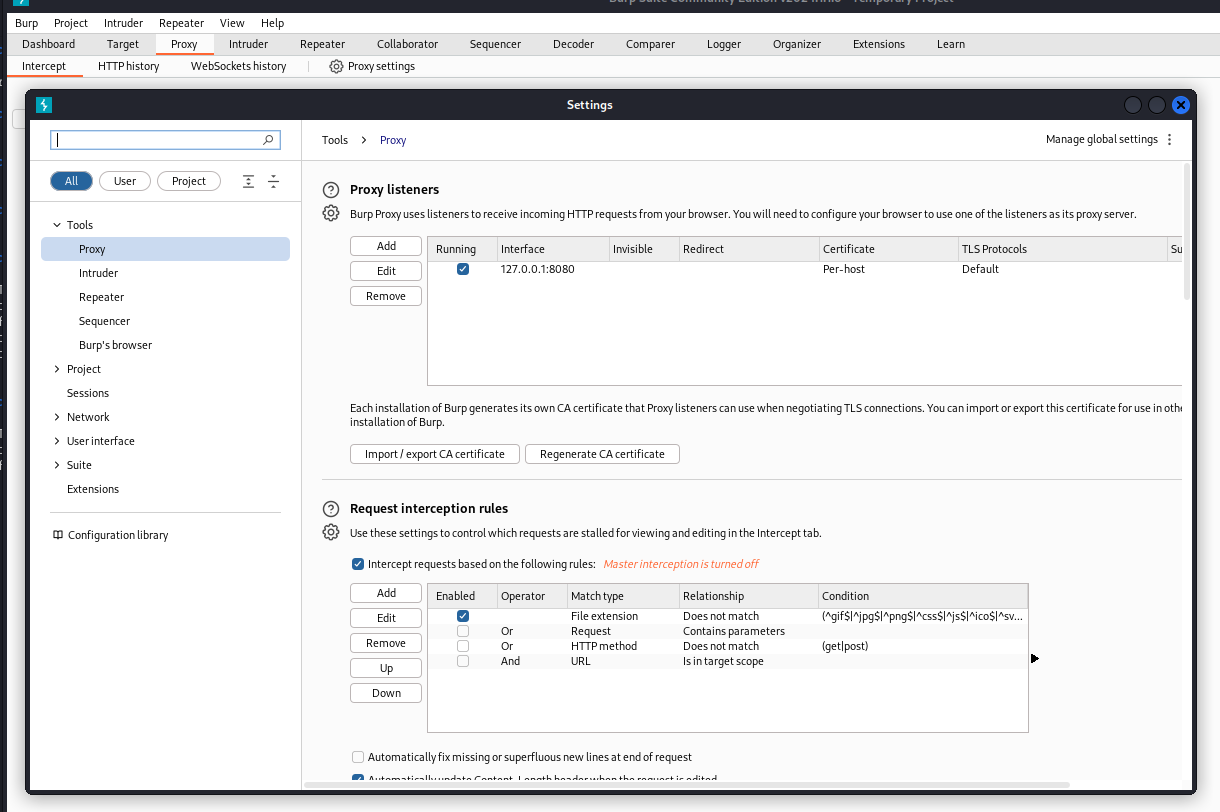 Burp Project Intruder Repeater View Help
Dashboard Target Proxy Intruder Repeater Collaborator Sequencer Decoder Comparer Logger Organizer Extensions Learn
Intercept HTTP history WebSockets history Proxy settings
Settings
Tools > Proxy
Manage global settings
All User Project
Tools
Proxy
Intruder
Repeater
Sequencer
Burp's browser
Project
Sessions
Network
User interface
Suite
Extensions
Configuration library
Proxy listeners
Burp Proxy uses listeners to receive incoming HTTP requests from your browser. You will need to configure your browser to use one of the listeners as its proxy server.
Add
Edit
Remove
Running Interface Invisible Redirect Certificate TLS Protocols Su
127.0.0.1:8080 Per-host Default
Each installation of Burp generates its own CA certificate that Proxy listeners can use when negotiating TLS connections. You can import or export this certificate for use in othe
installation of Burp.
Import / export CA certificate Regenerate CA certificate
Request interception rules
Use these settings to control which requests are stalled for viewing and editing in the Intercept tab.
Intercept requests based on the following rules: Master interception is turned off
Add
Edit
Remove
Up
Down
Enabled Operator Match type Relationship Condition
File extension Does not match (^gif$|^jpg$|^png$|^css$|^js$|^ico$|^sv...
Or Request Contains parameters
Or HTTP method Does not match (get|post)
And URL Is in target scope
Automatically fix missing or superfluous new lines at end of request
Automatically update Content-Length header when the request is edited